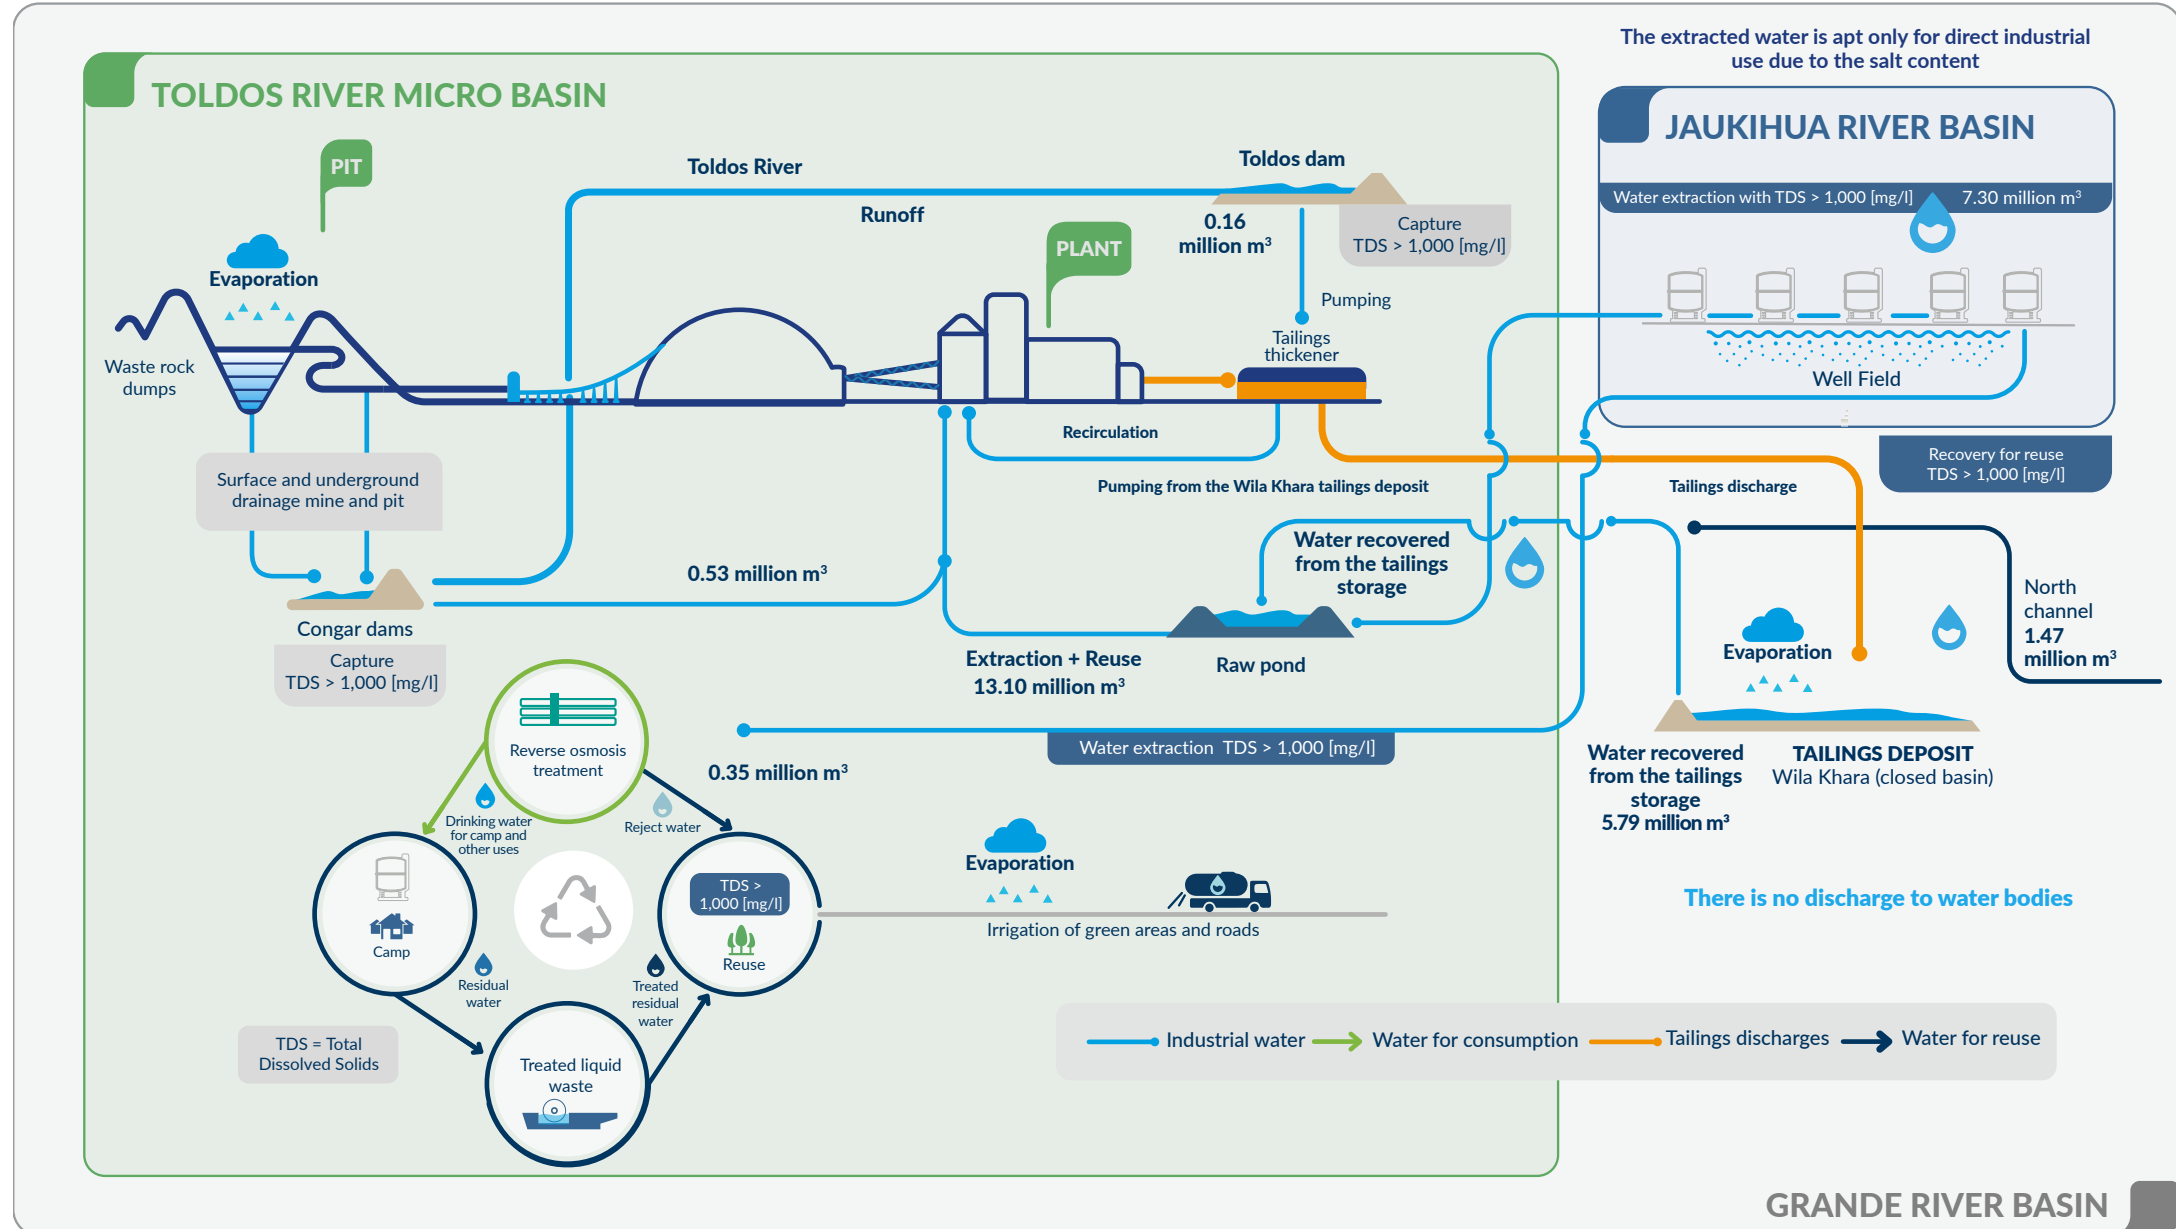 The extracted water is apt only for direct industrial
use due to the salt content
TOLDOS RIVER MICRO BASIN
JAUKIHUA RIVER BASIN
PIT
Toldos River
Toldos dam
Runoff
0.16
million m³
Capture
TDS > 1,000 [mg/l]
Water extraction with TDS > 1,000 [mg/l]
7.30 million m³
PLANT
Evaporation
Pumping
Tailings
thickener
Waste rock
dumps
Well Field
Recirculation
Recovery for reuse
TDS > 1,000 [mg/l]
Surface and underground
drainage mine and pit
Pumping from the Wila Khara tailings deposit
Tailings discharge
Water recovered
from the tailings
storage
0.53 million m³
North
channel
1.47
million m³
Congar dams
Capture
TDS > 1,000 [mg/l]
Extraction + Reuse
13.10 million m³
Raw pond
Evaporation
Reverse osmosis
treatment
Water extraction TDS > 1,000 [mg/l]
0.35 million m³
Water recovered
from the tailings
storage
5.79 million m³
TAILINGS DEPOSIT
Wila Khara (closed basin)
Drinking water
for camp and
other uses
Reject water
Evaporation
TDS >
1,000 [mg/l]
Reuse
Camp
Irrigation of green areas and roads
There is no discharge to water bodies
Residual
water
Treated
residual
water
TDS = Total
Dissolved Solids
Treated liquid
waste
Industrial water
Water for consumption
Tailings discharges
Water for reuse
GRANDE RIVER BASIN